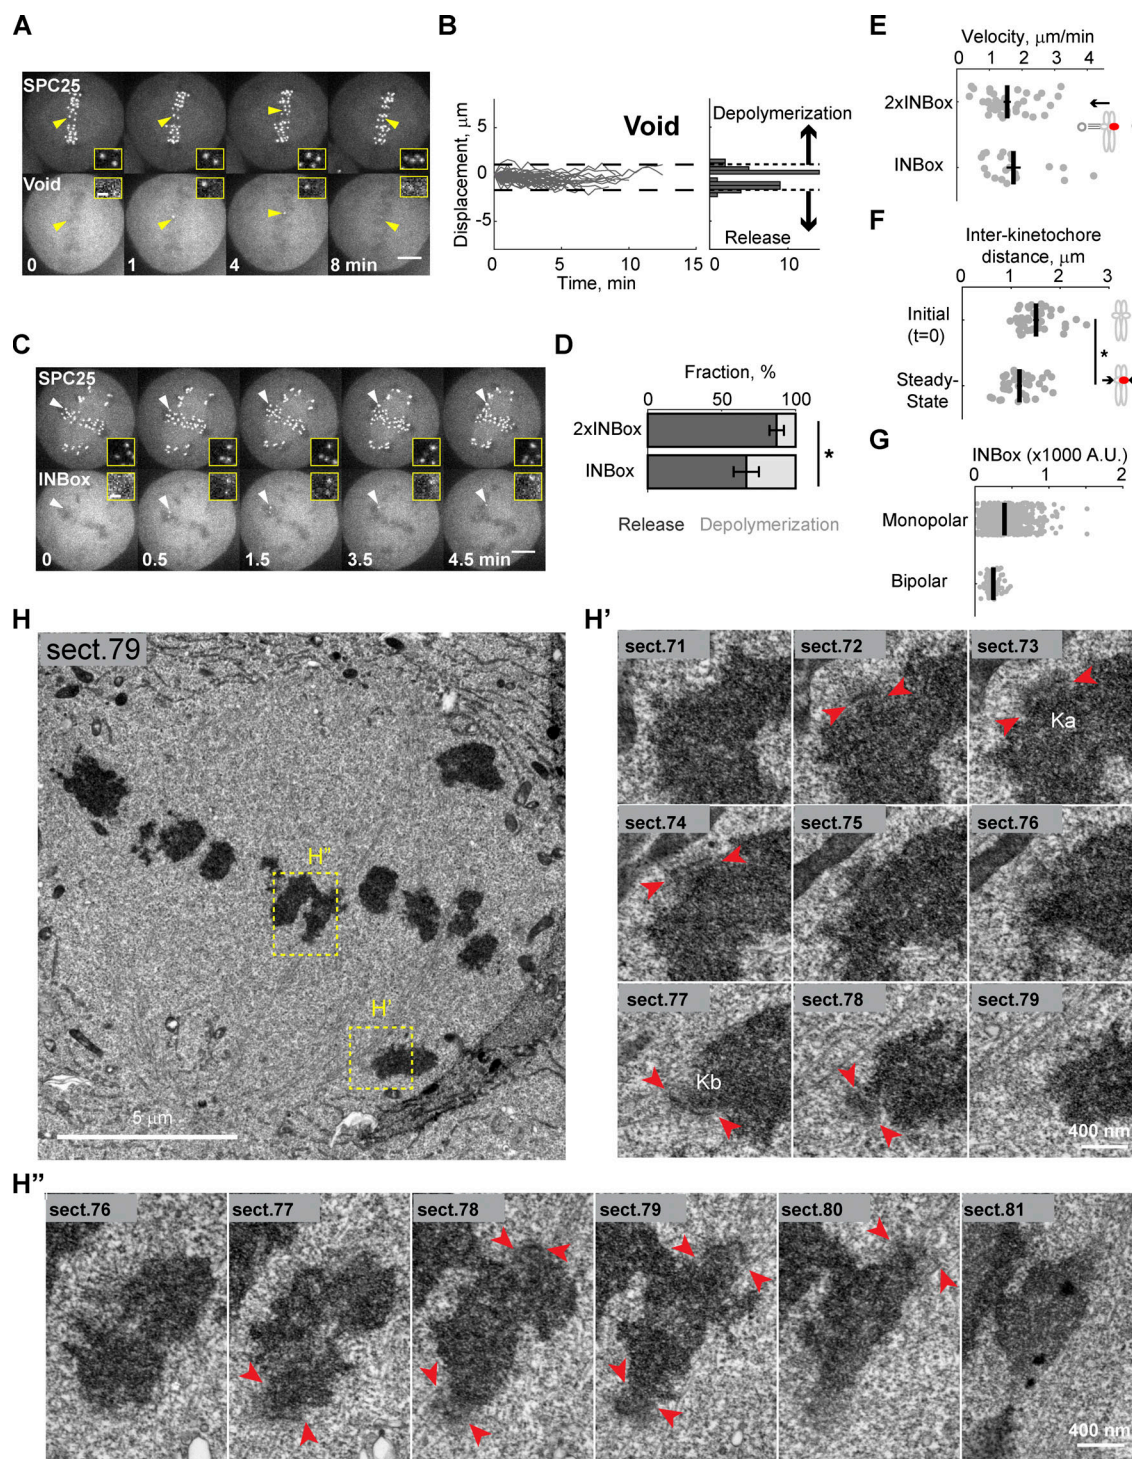 A
SPC25
Void
0 1 4 8 min
B
Displacement, μm
5
0
-5
Void
Depolymerization
Release
0 5 10 15 0 10
Time, min
C
SPC25
INBox
0 0.5 1.5 3.5 4.5 min
D
Fraction, %
0 50 100
2xINBox
INBox
*
Release Depolymerization
E
Velocity, μm/min
0 1 2 3 4
2xINBox
INBox
F
Inter-kinetochore
distance, μm
0 1 2 3
Initial
(t=0)
*
Steady-
State
G
INBox (x1000 A.U.)
0 1 2
Monopolar
Bipolar
H
sect.79
H"
H'
5 μm
H'
sect.71 sect.72 sect.73
Ka
sect.74 sect.75 sect.76
sect.77 sect.78 sect.79
Kb
400 nm
H"
sect.76 sect.77 sect.78 sect.79 sect.80 sect.81
400 nm